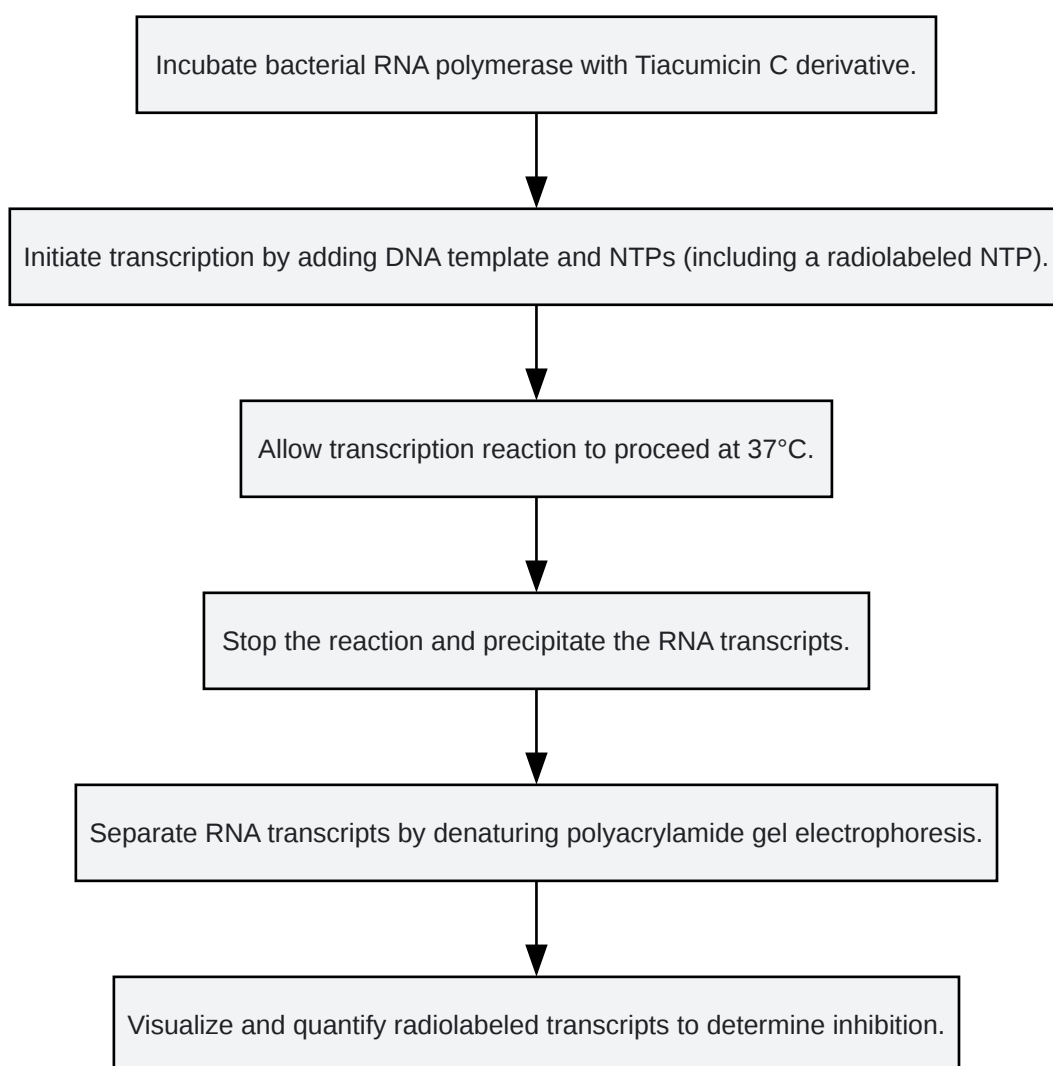 Incubate bacterial RNA polymerase with Tiacumicin C derivative.
Initiate transcription by adding DNA template and NTPs (including a radiolabeled NTP).
Allow transcription reaction to proceed at 37°C.
Stop the reaction and precipitate the RNA transcripts.
Separate RNA transcripts by denaturing polyacrylamide gel electrophoresis.
Visualize and quantify radiolabeled transcripts to determine inhibition.